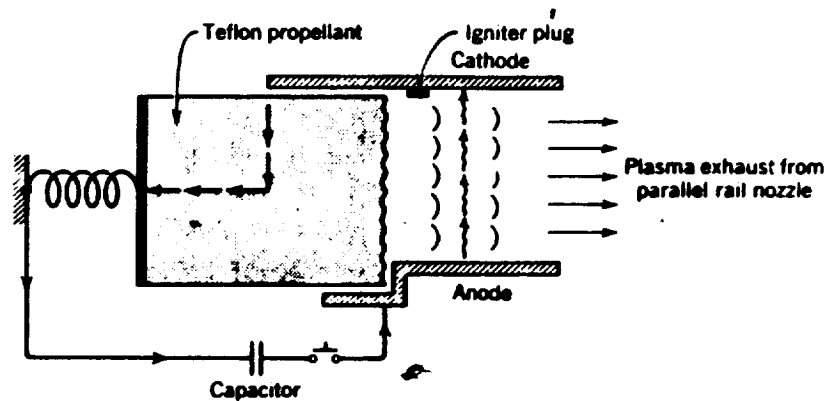 Teflon propellant
Igniter plug
Cathode
Plasma exhaust from
parallel rail nozzle
Anode
Capacitor